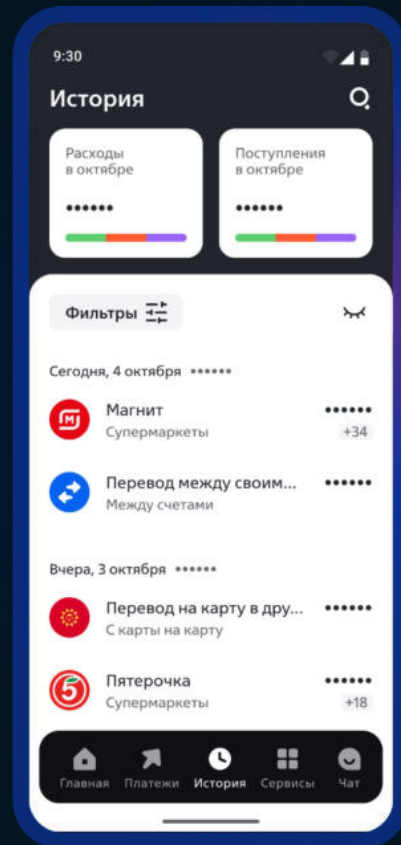 9:30
История
Расходы
в октябре
••••••
Поступления
в октябре
••••••
Фильтры
Сегодня, 4 октября ••••••
Магнит ••••••
Супермаркеты +34
Перевод между своим... ••••••
Между счетами
Вчера, 3 октября ••••••
Перевод на карту в дру... ••••••
С карты на карту
5 Пятерочка ••••••
Супермаркеты +18
Главная Платежи История Сервисы Чат